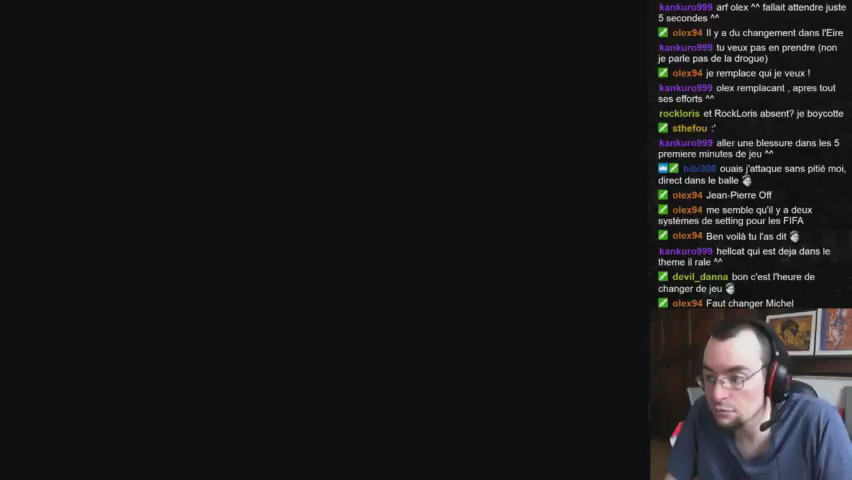 kankuro999 arf olex ^^ fallait attendre juste
5 secondes ^^
olex94 Il y a du changement dans l'Eire
kankuro999 tu veux pas en prendre (non
je parle pas de la drogue)
olex94 je remplace qui je veux !
kankuro999 olex remplacant , apres tout
ses efforts ^^
rockloris et RockLoris absent? je boycotte
sthefou :'
kankuro999 aller une blessure dans les 5
premiere minutes de jeu ^^
bibi300 ouais j'attaque sans pitié moi,
direct dans le balle
olex94 Jean-Pierre Off
olex94 me semble qu'il y a deux
systèmes de setting pour les FIFA
olex94 Ben voilà tu l'as dit
kankuro999 hellcat qui est deja dans le
theme il rale ^^
devil_danna bon c'est l'heure de
changer de jeu
olex94 Faut changer Michel